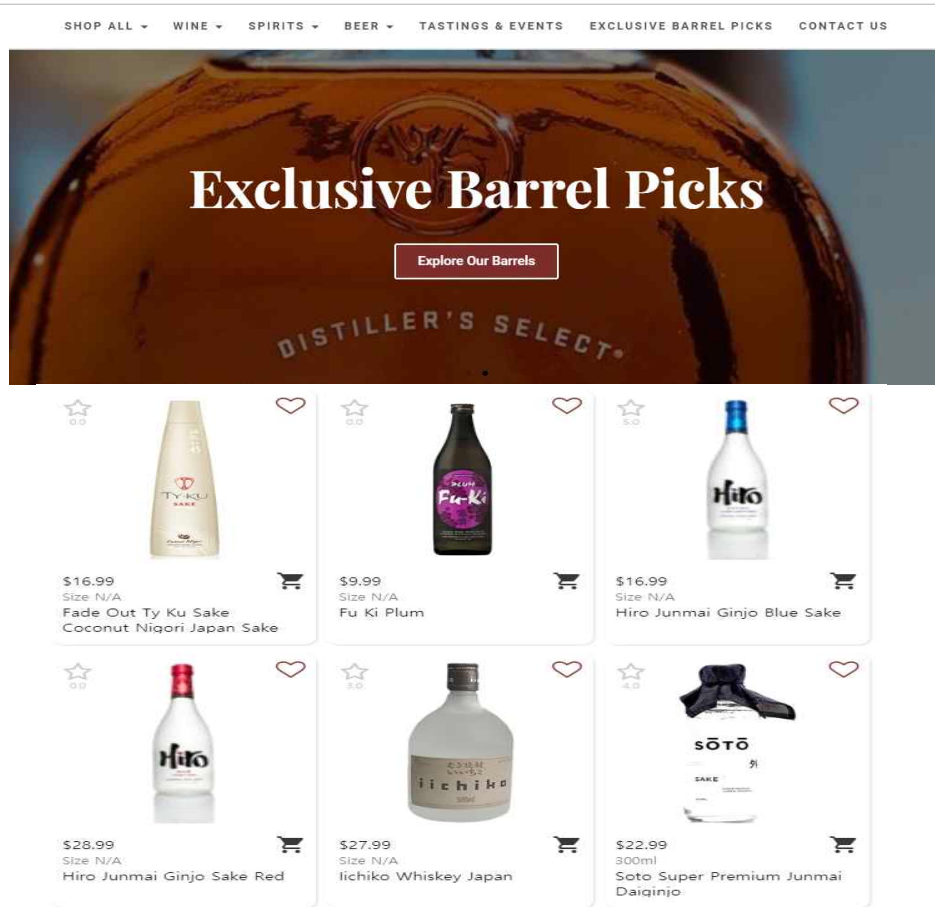 SHOP ALL WINE SPIRITS BEER TASTINGS & EVENTS EXCLUSIVE BARREL PICKS CONTACT US
Exclusive Barrel Picks
Explore Our Barrels
DISTILLER'S SELECT
0.0 0.0 5.0
TY KU
SAKE
PLUM
Fu-Ki
Hiro
$16.99 $9.99 $16.99
Size N/A Size N/A Size N/A
Fade Out Ty Ku Sake Fu Ki Plum Hiro Junmai Ginjo Blue Sake
Coconut Nigori Japan Sake
0.0 3.0 4.0
Hiro
iichiko
SŌTŌ
外
SAKE
$28.99 $27.99 $22.99
Size N/A Size N/A 300ml
Hiro Junmai Ginjo Sake Red Iichiko Whiskey Japan Soto Super Premium Junmai
Daiginjo